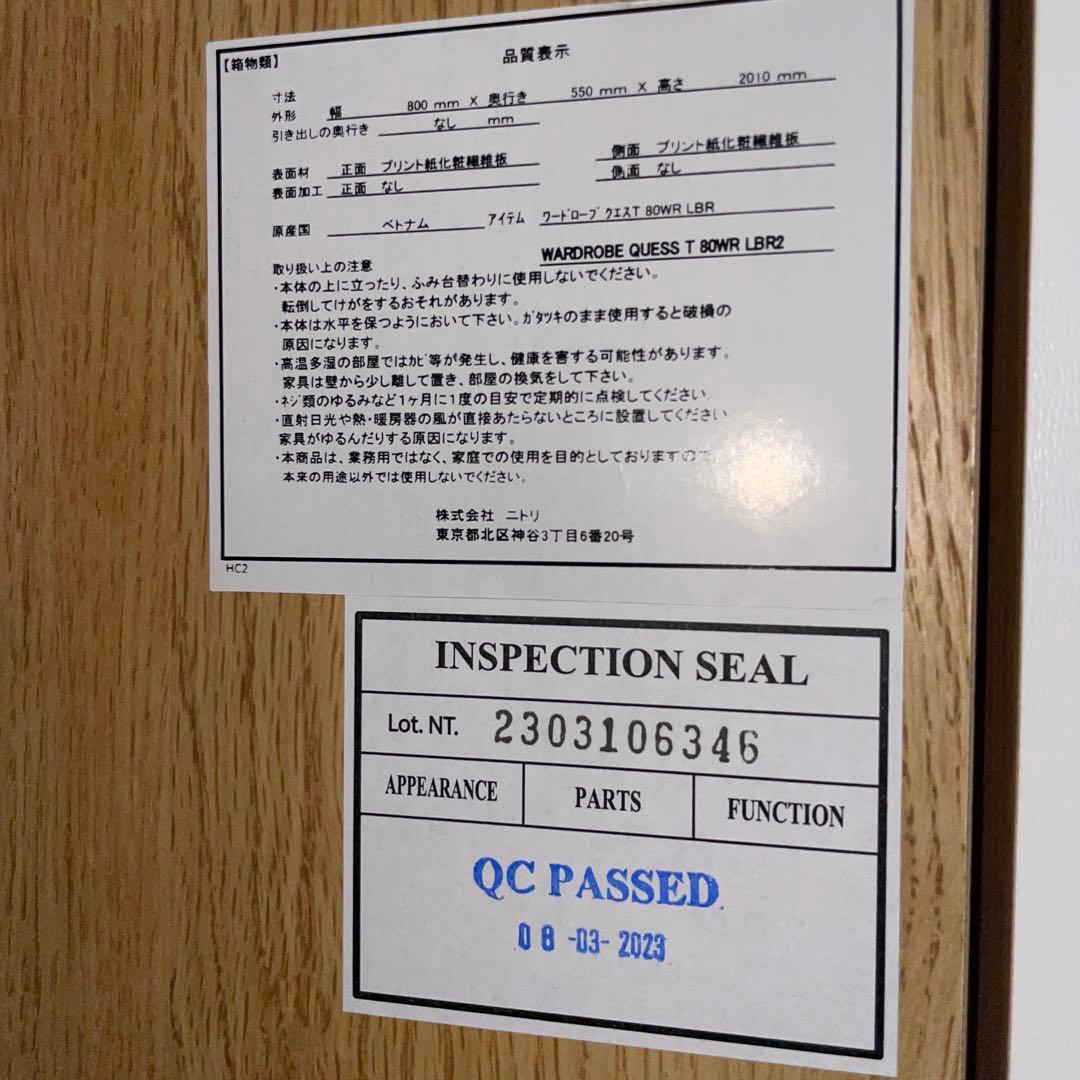 【箱物類】
品質表示
寸法
外形 幅 800 mm X 奥行き 550 mm X 高さ 2010 mm
引き出しの奥行き なし mm
表面材 正面 プリント紙化粧繊維板 側面 プリント紙化粧繊維板
表面加工 正面 なし 側面 なし
原産国 ベトナム アイテム ワードローブ クエスT 80WR LBR
WARDROBE QUESS T 80WR LBR2
取り扱い上の注意
・本体の上に立ったり、ふみ台替わりに使用しないでください。
転倒してけがをするおそれがあります。
・本体は水平を保つようにおいて下さい。ガタツキのまま使用すると破損の
原因になります。
・高温多湿の部屋ではカビ等が発生し、健康を害する可能性があります。
家具は壁から少し離して置き、部屋の換気をして下さい。
・ネジ類のゆるみなど1ヶ月に1度の目安で定期的に点検してください。
・直射日光や熱・暖房器の風が直接あたらないところに設置してください
家具がゆるんだりする原因になります。
・本商品は、業務用ではなく、家庭での使用を目的としておりますので、
本来の用途以外では使用しないでください。
株式会社 ニトリ
東京都北区神谷3丁目6番20号
HC2
INSPECTION SEAL
Lot. NT. 2303106346
APPEARANCE PARTS FUNCTION
QC PASSED
08 -03- 2023